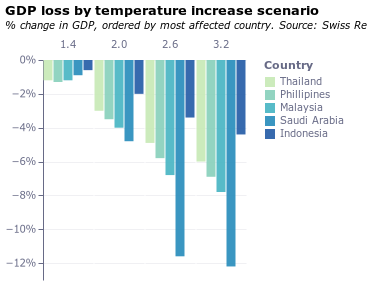 GDP loss by temperature increase scenario
% change in GDP, ordered by most affected country. Source: Swiss Re
1.4 2.0 2.6 3.2
0%
−2%
−4%
−6%
−8%
−10%
−12%
Country
Thailand
Phillipines
Malaysia
Saudi Arabia
Indonesia